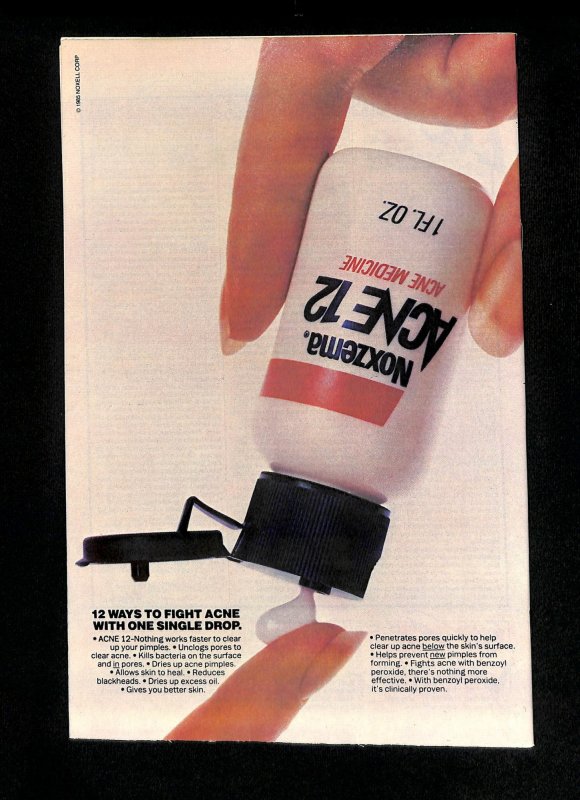 © 1985 NOXELL CORP
1 FL. OZ.
ACNE MEDICINE
ACNE 12
Noxzema®
12 WAYS TO FIGHT ACNE
WITH ONE SINGLE DROP.
• ACNE 12–Nothing works faster to clear
up your pimples. • Unclogs pores to
clear acne. • Kills bacteria on the surface
and in pores. • Dries up acne pimples.
• Allows skin to heal. • Reduces
blackheads. • Dries up excess oil.
• Gives you better skin.
• Penetrates pores quickly to help
clear up acne below the skin's surface.
• Helps prevent new pimples from
forming. • Fights acne with benzoyl
peroxide, there's nothing more
effective. • With benzoyl peroxide,
it's clinically proven.